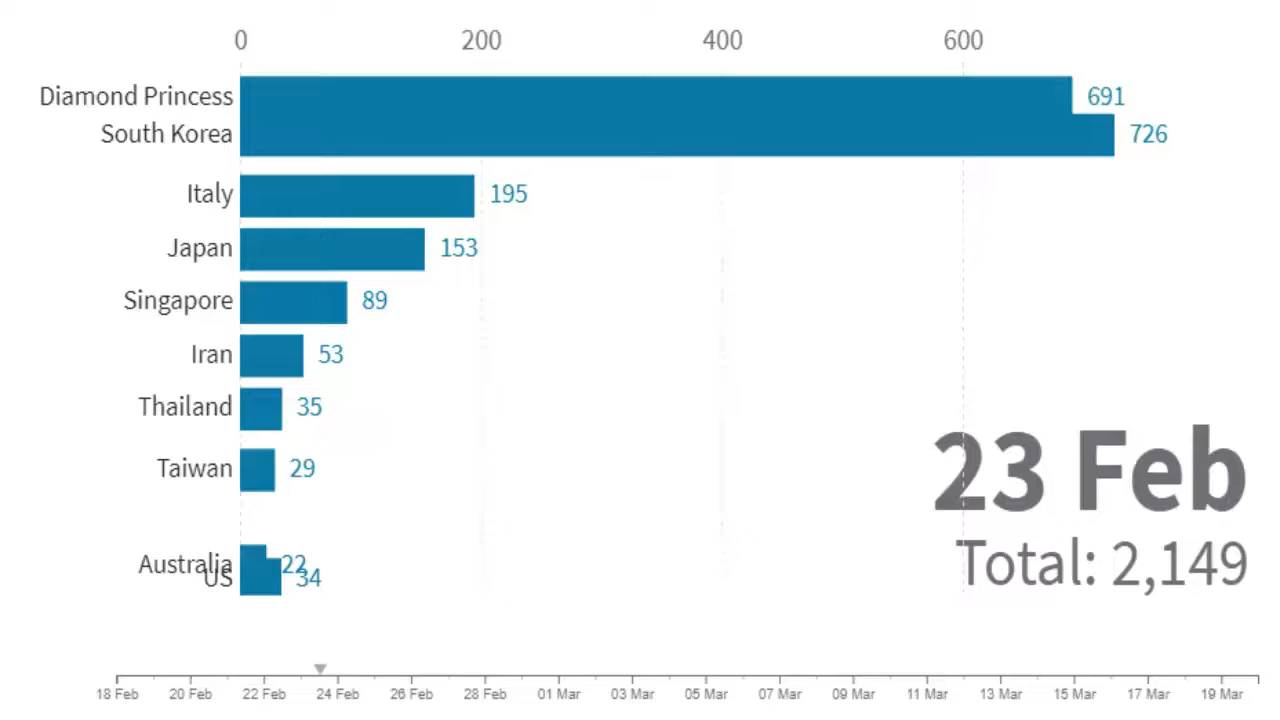 0 200 400 600
Diamond Princess 691
South Korea 726
Italy 195
Japan 153
Singapore 89
Iran 53
Thailand 35
Taiwan 29
Australia 22
US 34
23 Feb
Total: 2,149
18 Feb 20 Feb 22 Feb 24 Feb 26 Feb 28 Feb 01 Mar 03 Mar 05 Mar 07 Mar 09 Mar 11 Mar 13 Mar 15 Mar 17 Mar 19 Mar